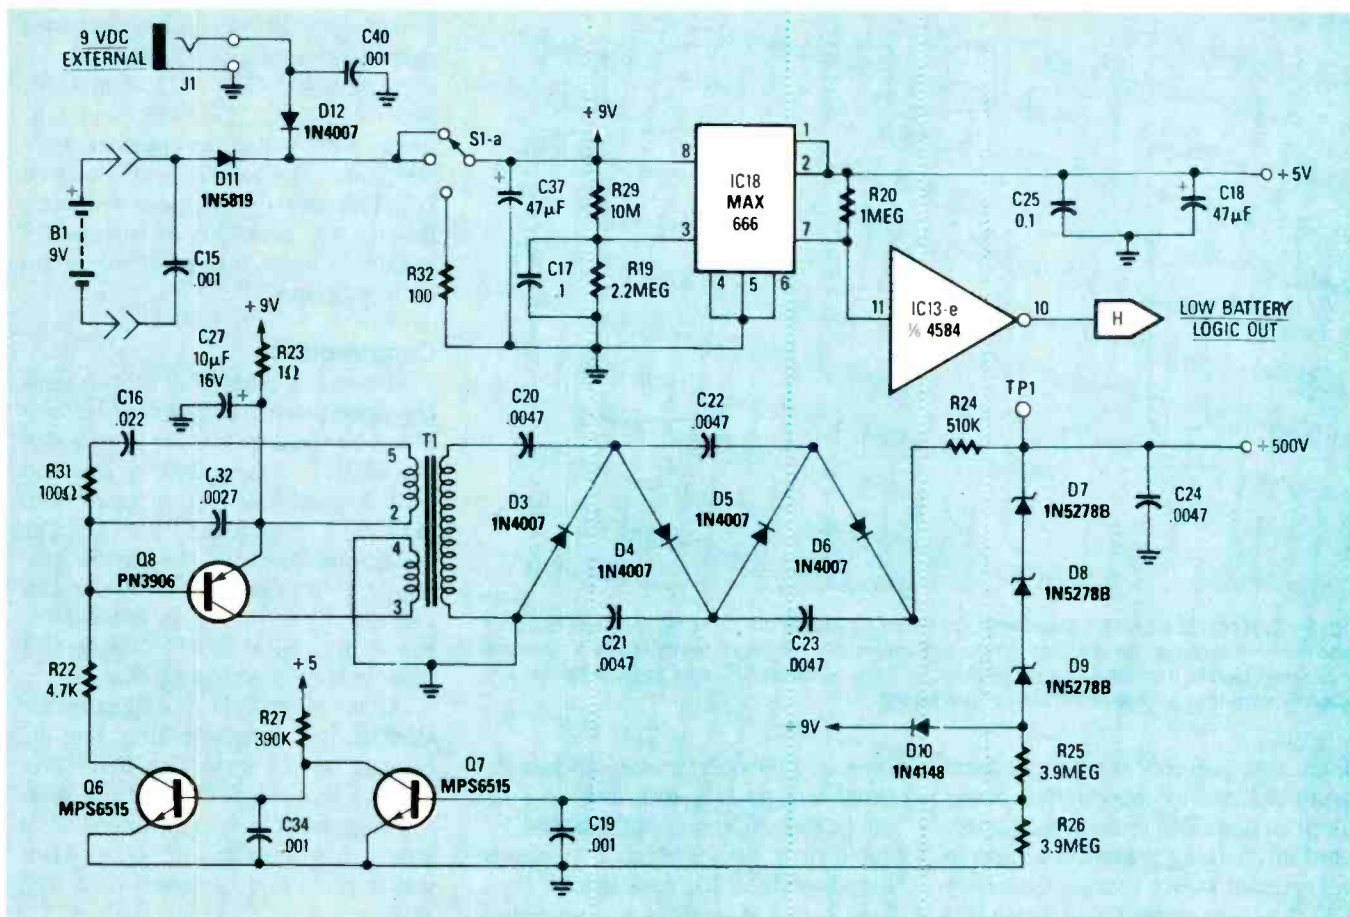 9 VDC
EXTERNAL
J1
C40
.001
D12
1N4007
S1-a
+ 9V
D11
1N5819
+
B1
9V
C15
.001
R32
100
+
C37
47µF
R29
10M
C17
.1
R19
2.2MEG
8
3
1
2
7
4
5
6
IC18
MAX
666
R20
1MEG
C25
0.1
+
C18
47µF
+ 5V
11
IC13-e
⅙ 4584
10
H
LOW BATTERY
LOGIC OUT
+ 9V
C27
10µF
16V
+
R23
1Ω
C16
.022
R31
100Ω
C32
.0027
T1
5
2
4
3
Q8
PN3906
C20
.0047
C22
.0047
D3
1N4007
D4
1N4007
D5
1N4007
D6
1N4007
C21
.0047
C23
.0047
R24
510K
TP1
+ 500V
D7
1N5278B
C24
.0047
D8
1N5278B
D9
1N5278B
9V
D10
1N4148
R25
3.9MEG
R26
3.9MEG
R22
4.7K
+ 5
R27
390K
Q6
MPS6515
Q7
MPS6515
C34
.001
C19
.001